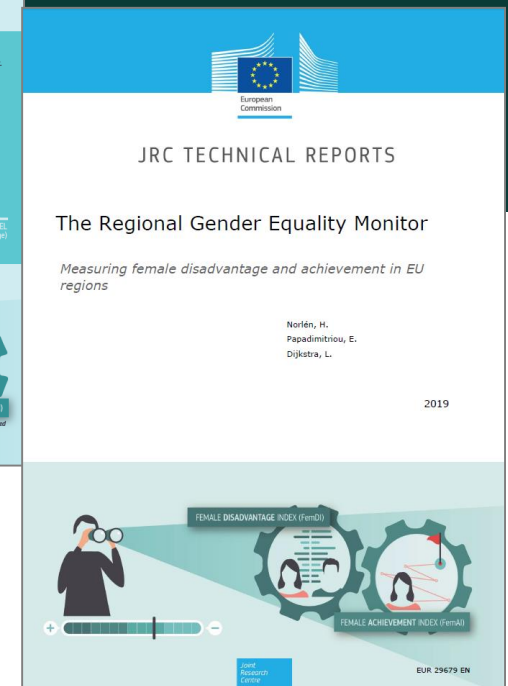 European
Commission
JRC TECHNICAL REPORTS
The Regional Gender Equality Monitor
Measuring female disadvantage and achievement in EU
regions
Norlén, H.
Papadimitriou, E.
Dijkstra, L.
2019
FEMALE DISADVANTAGE INDEX (FemDI)
FEMALE ACHIEVEMENT INDEX (FemAI)
Joint
Research
Centre
EUR 29679 EN